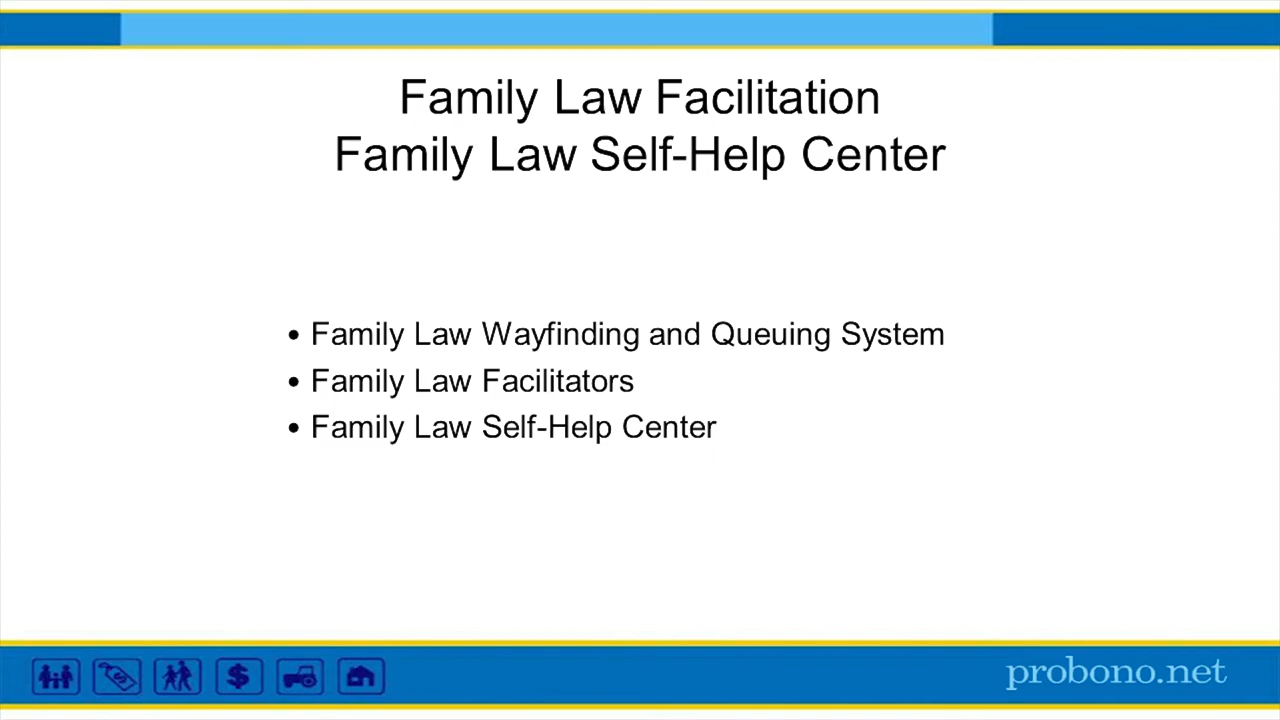 Family Law Facilitation
Family Law Self-Help Center
• Family Law Wayfinding and Queuing System
• Family Law Facilitators
• Family Law Self-Help Center
$
probono.net